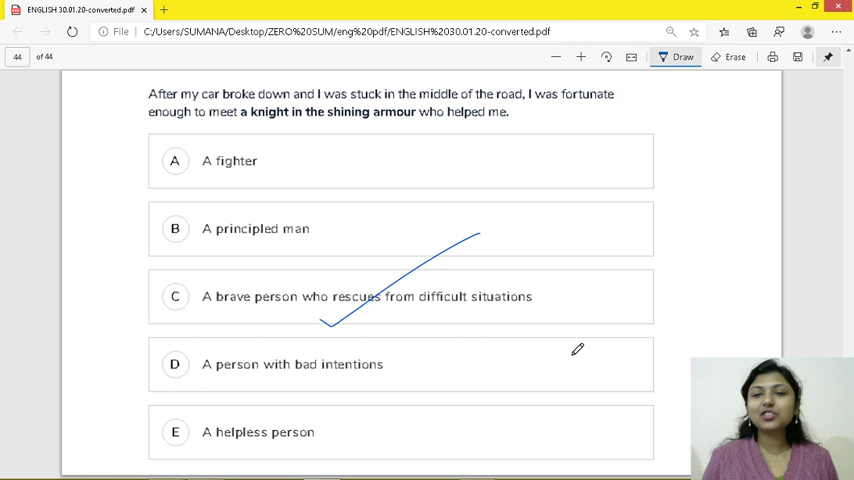 ENGLISH 30.01.20-converted.pdf
File
C:/Users/SUMANA/Desktop/ZERO%20SUM/eng%20pdf/ENGLISH%2030.01.20-converted.pdf
44
of 44
Draw
Erase
After my car broke down and I was stuck in the middle of the road, I was fortunate
enough to meet a knight in the shining armour who helped me.
A A fighter
B A principled man
C A brave person who rescues from difficult situations
D A person with bad intentions
E A helpless person